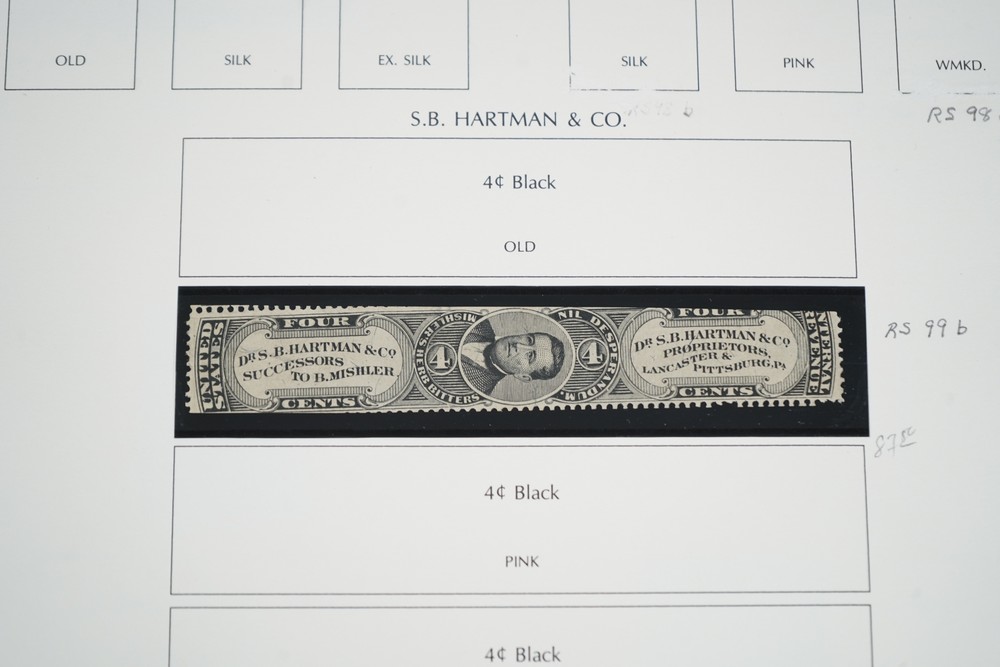 OLD
SILK
EX. SILK
SILK
PINK
WMKD.
S.B. HARTMAN & CO.
RS 98
4¢ Black
OLD
UNITED STATES
FOUR
DR S.B. HARTMAN & CO
SUCCESSORS
TO B. MISHLER
CENTS
MISHLER'S HERB BITTERS
4
NIL DESPERANDUM.
4
FOUR
DR S.B. HARTMAN & CO
PROPRIETORS,
LANCASTER &
PITTSBURG, PA
CENTS
INTERNAL REVENUE
RS 99 b
4¢ Black
PINK
4¢ Black